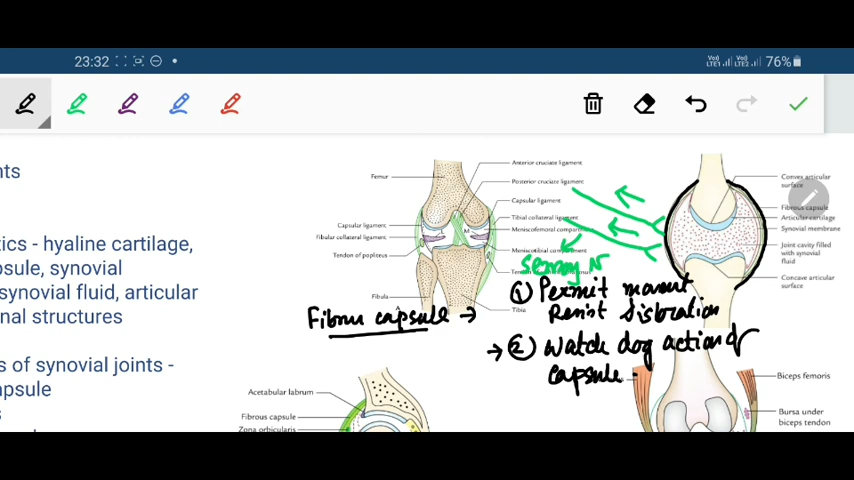 23:32
Vo) LTE1
Vo) LTE2
76%
nts
tics - hyaline cartilage,
psule, synovial
synovial fluid, articular
nal structures
s of synovial joints -
apsule
Femur
Capsular ligament
Fibular collateral ligament
Tendon of popliteus
Fibula
Anterior cruciate ligament
Posterior cruciate ligament
Capsular ligament
Tibial collateral ligament
Meniscofemoral
Meniscotibial
Tibia
L
M
sensory N
Fibrous capsule →
① Permit
Resist
→ ② Watch dog action of
capsule -
Convex articular
surface
Fibrous capsule
Articular cartilage
Synovial membrane
Joint cavity filled
with synovial
fluid
Concave articular
surface
Acetabular labrum
Fibrous capsule
Zona orbicularis
Biceps femoris
Bursa under
biceps tendon